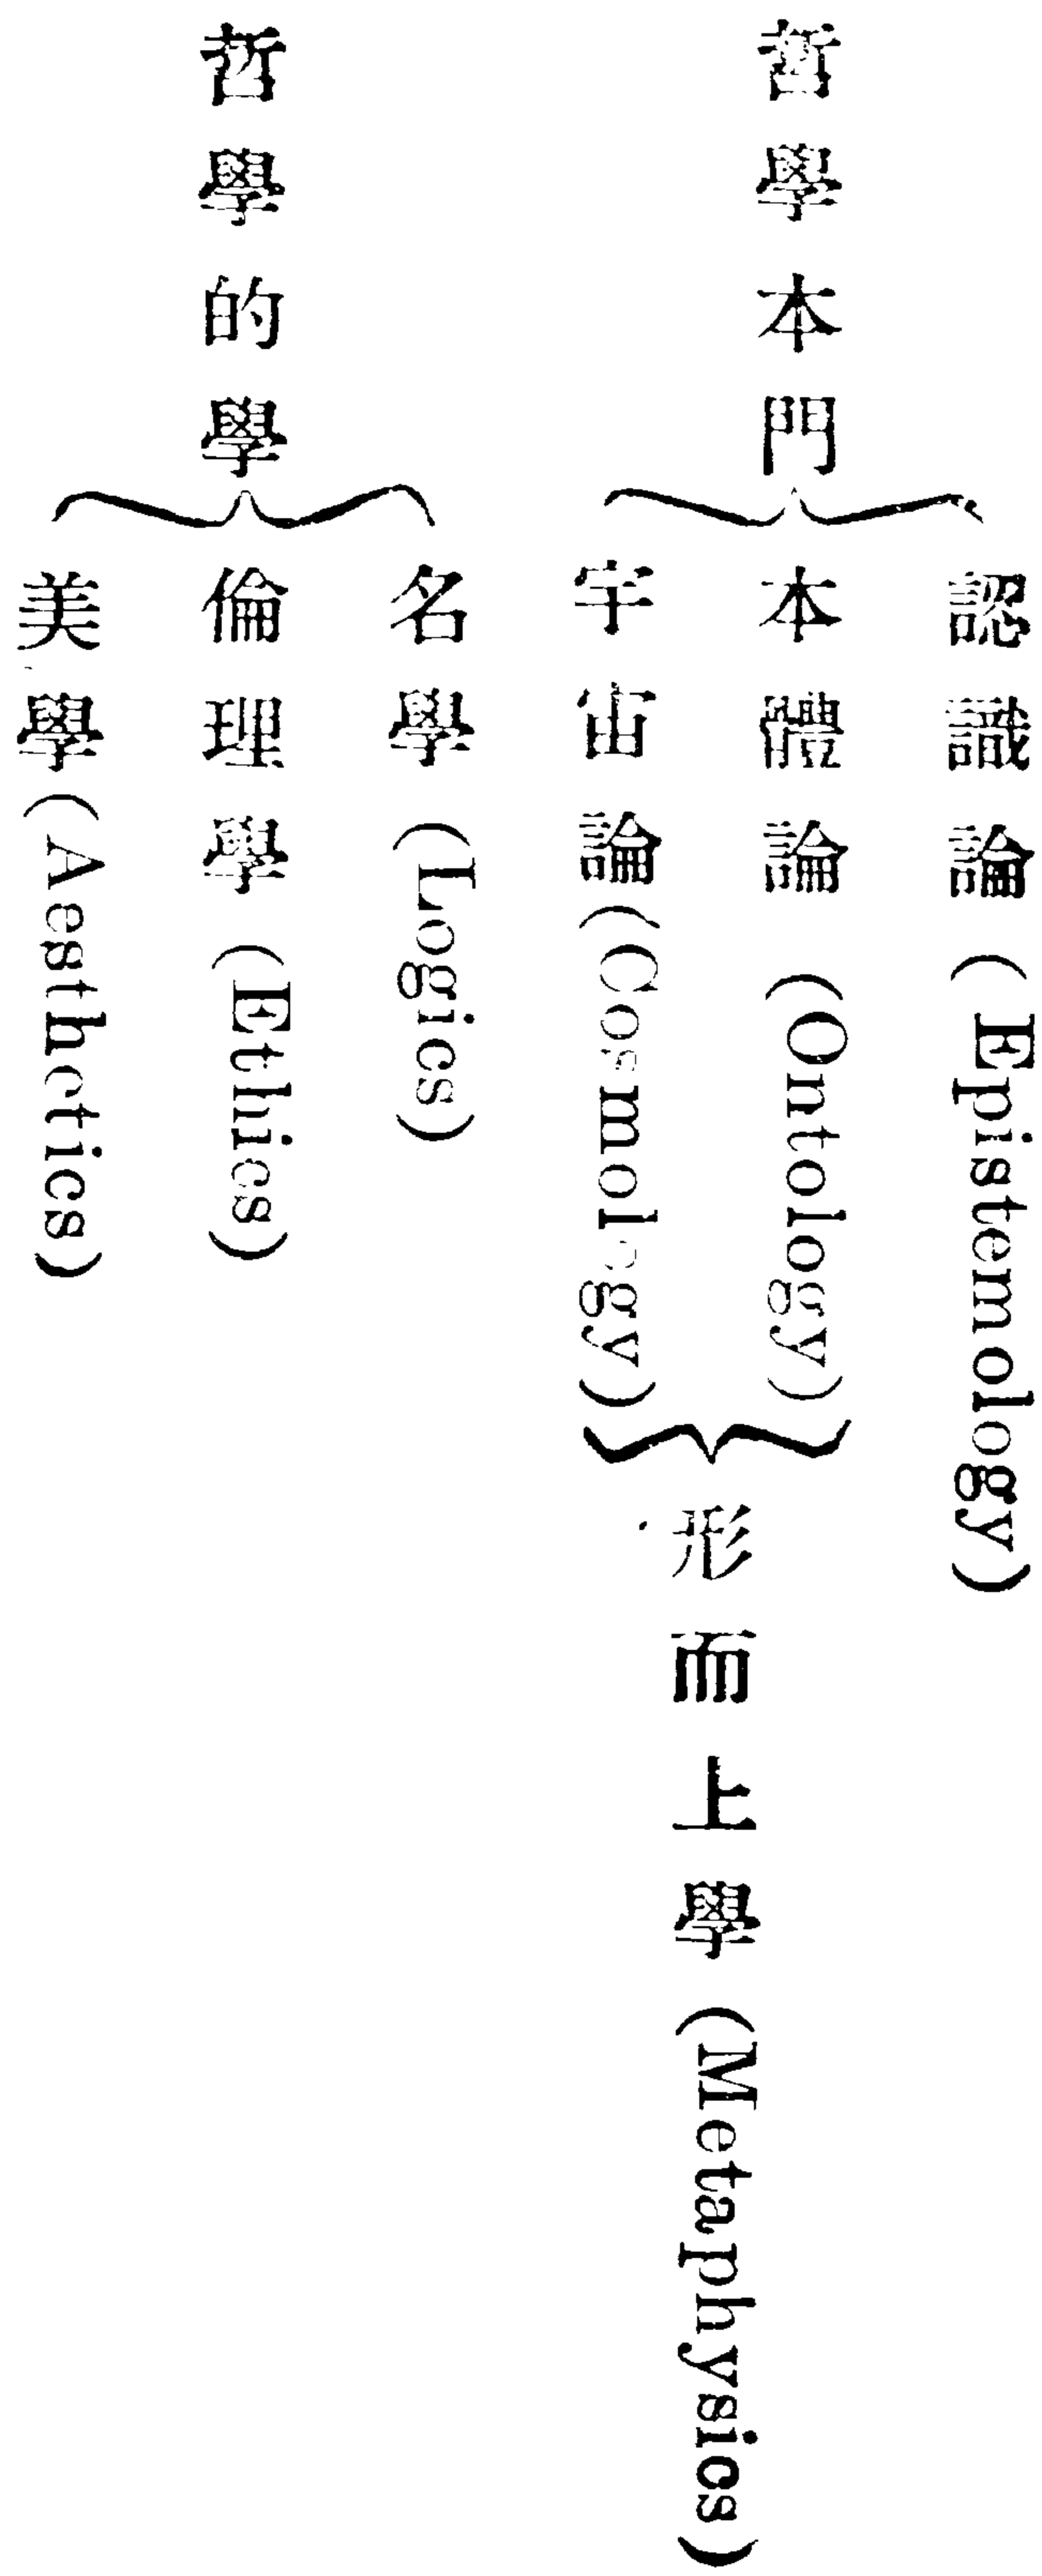 哲學本門
認識論 (Epistemology)
本體論 (Ontology)
宇宙論 (Cosmology)
形而上學 (Metaphysics)
哲學的學
名學 (Logics)
倫理學 (Ethics)
美學 (Aesthetics)